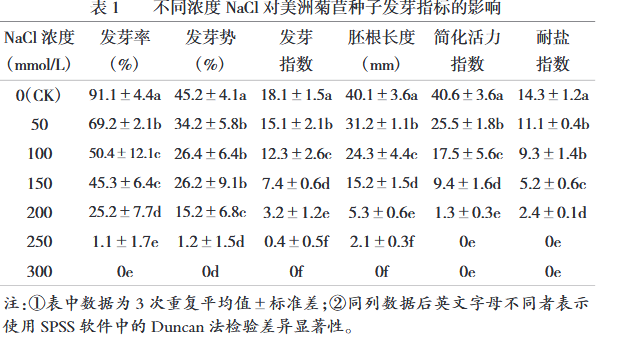 表 1 不同浓度 NaCl 对美洲菊苣种子发芽指标的影响
NaCl 浓度 发芽率 发芽势 发芽 胚根长度 简化活力 耐盐
(mmol/L) (%) (%) 指数 (mm) 指数 指数
0(CK) 91.1±4.4a 45.2±4.1a 18.1±1.5a 40.1±3.6a 40.6±3.6a 14.3±1.2a
50 69.2±2.1b 34.2±5.8b 15.1±2.1b 31.2±1.1b 25.5±1.8b 11.1±0.4b
100 50.4±12.1c 26.4±6.4b 12.3±2.6c 24.3±4.4c 17.5±5.6c 9.3±1.4b
150 45.3±6.4c 26.2±9.1b 7.4±0.6d 15.2±1.5d 9.4±1.6d 5.2±0.6c
200 25.2±7.7d 15.2±6.8c 3.2±1.2e 5.3±0.6e 1.3±0.3e 2.4±0.1d
250 1.1±1.7e 1.2±1.5d 0.4±0.5f 2.1±0.3f 0e 0e
300 0e 0d 0f 0f 0e 0e
注:①表中数据为 3 次重复平均值±标准差;②同列数据后英文字母不同者表示
使用 SPSS 软件中的 Duncan 法检验差异显著性。